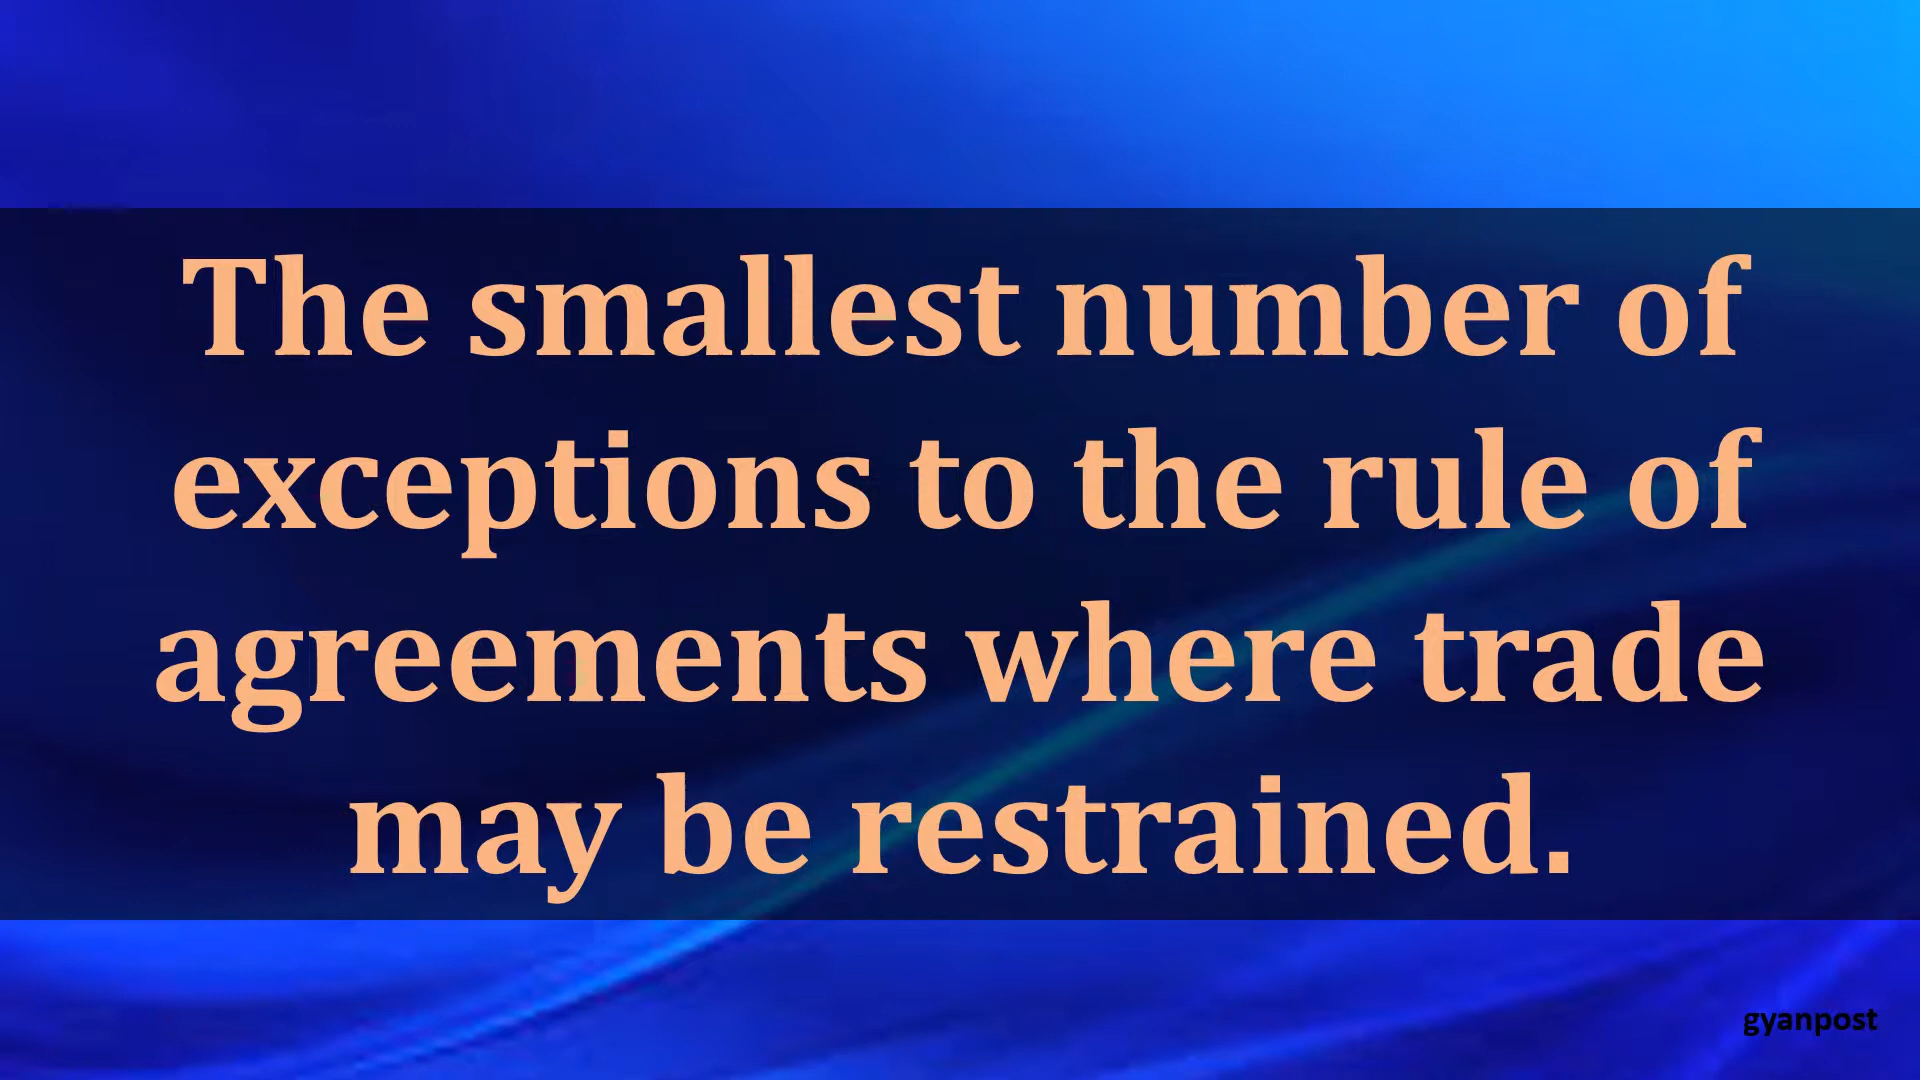 The smallest number of
exceptions to the rule of
agreements where trade
may be restrained.
gyanpost